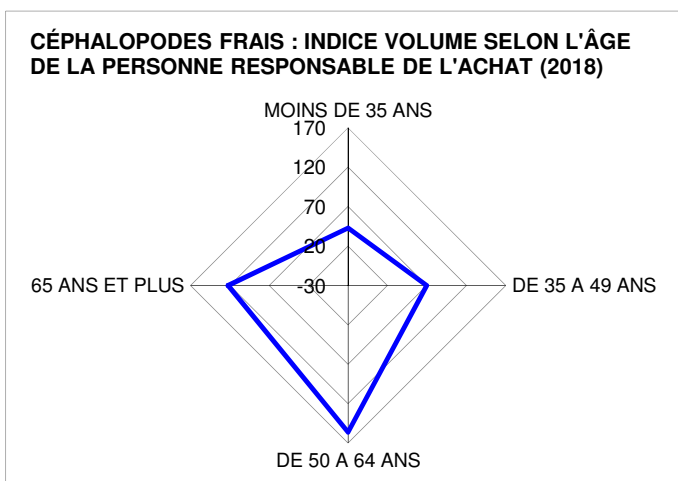 CÉPHALOPODES FRAIS : INDICE VOLUME SELON L'ÂGE
DE LA PERSONNE RESPONSABLE DE L'ACHAT (2018)
MOINS DE 35 ANS
170
120
70
20
65 ANS ET PLUS
-30
DE 35 A 49 ANS
DE 50 A 64 ANS